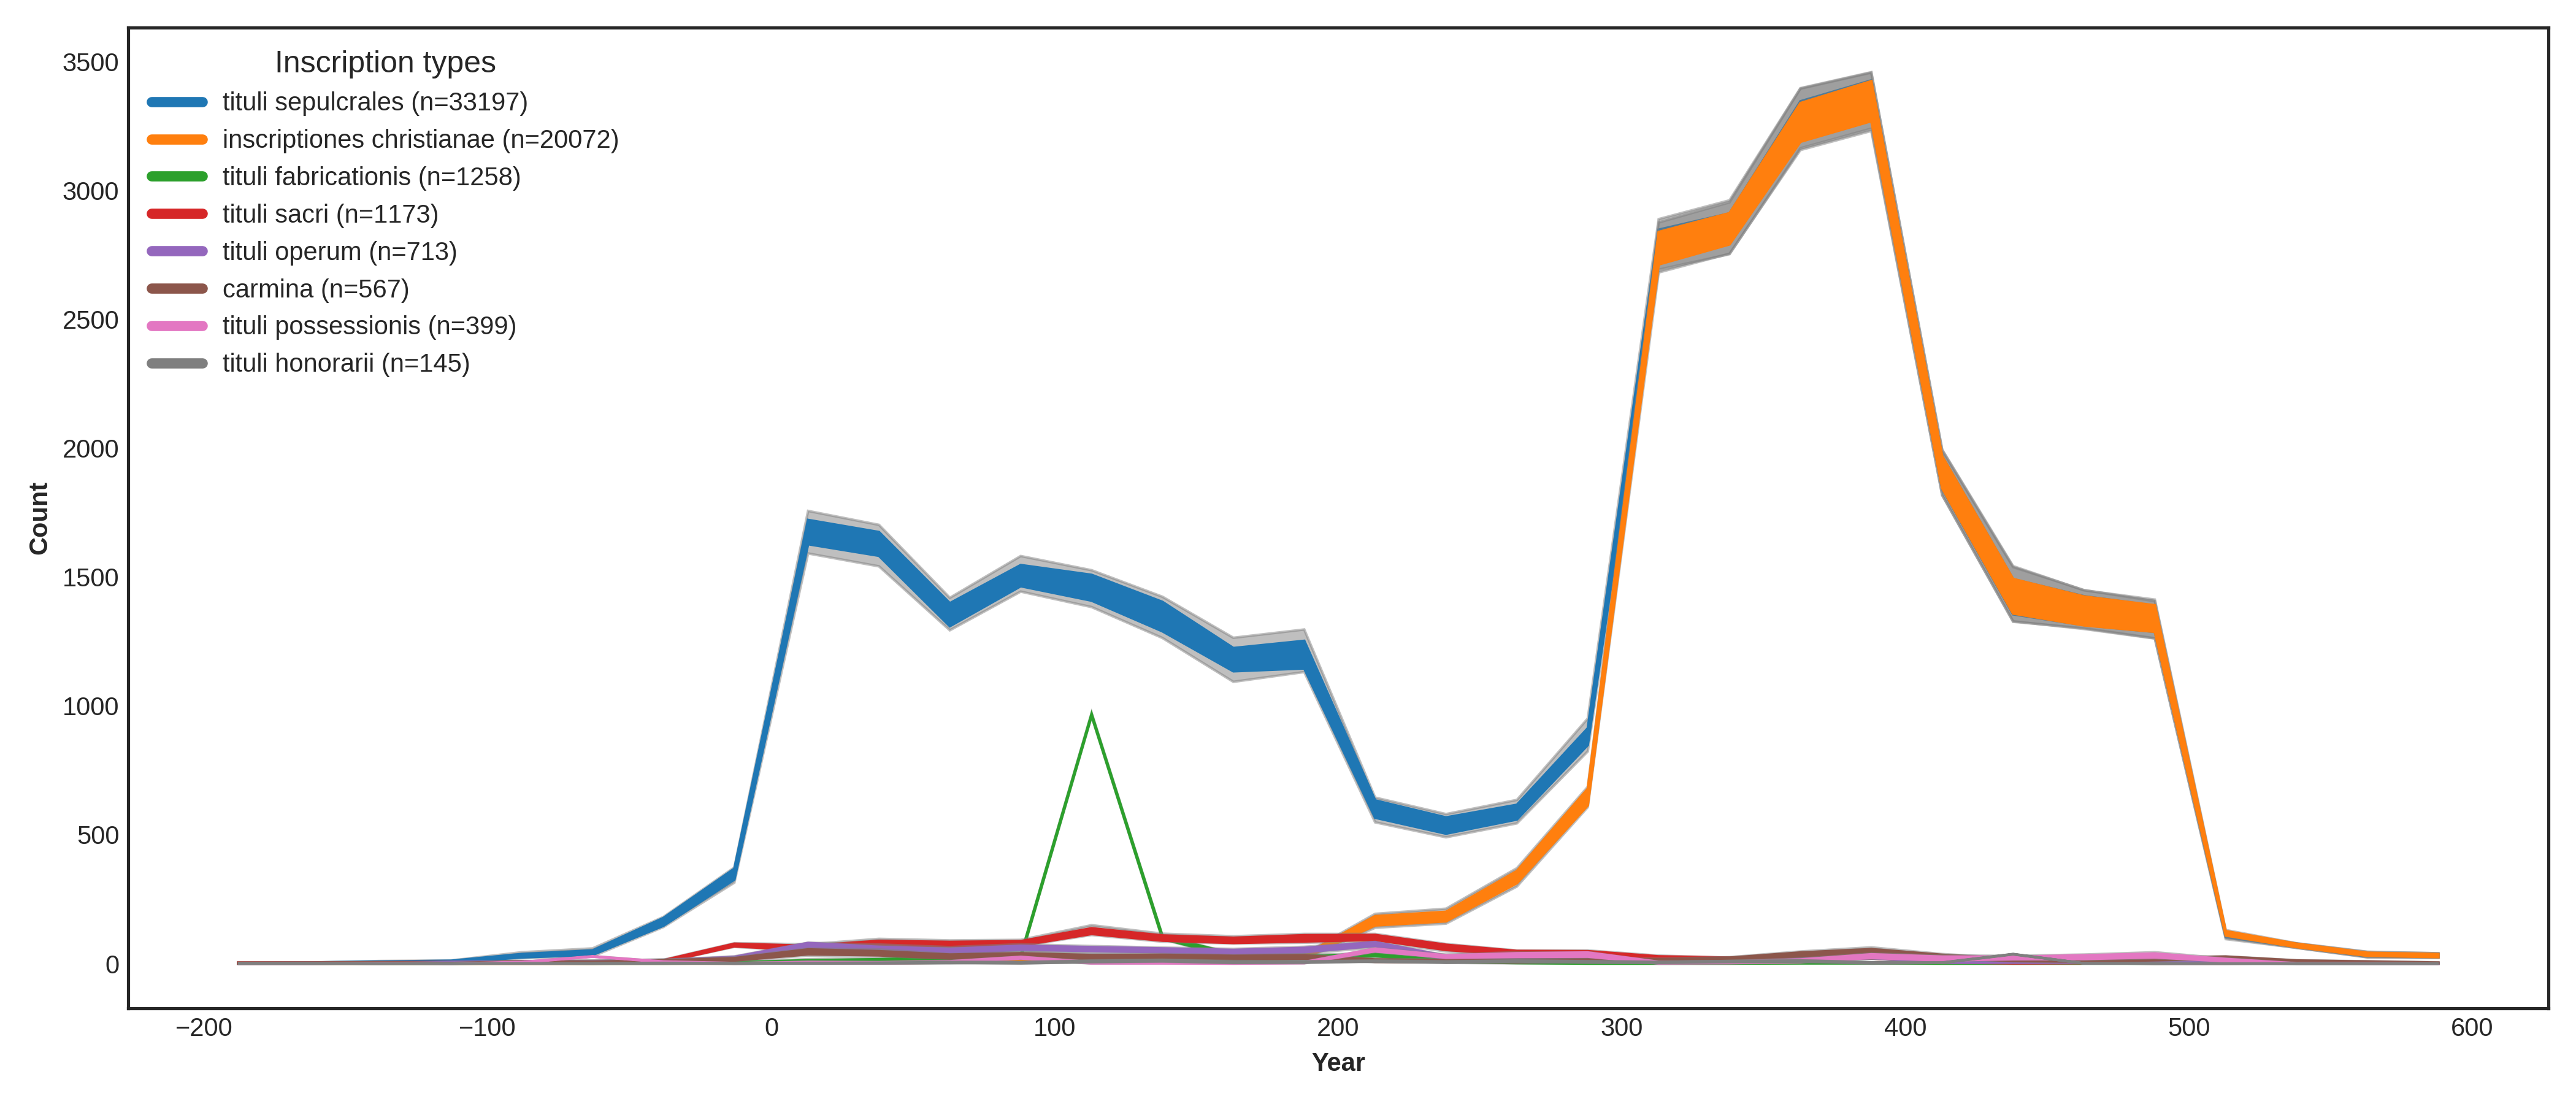 Inscription types
tituli sepulcrales (n=33197)
inscriptiones christianae (n=20072)
tituli fabricationis (n=1258)
tituli sacri (n=1173)
tituli operum (n=713)
carmina (n=567)
tituli possessionis (n=399)
tituli honorarii (n=145)
3500
3000
2500
2000
1500
1000
500
0
Count
−200 −100 0 100 200 300 400 500 600
Year